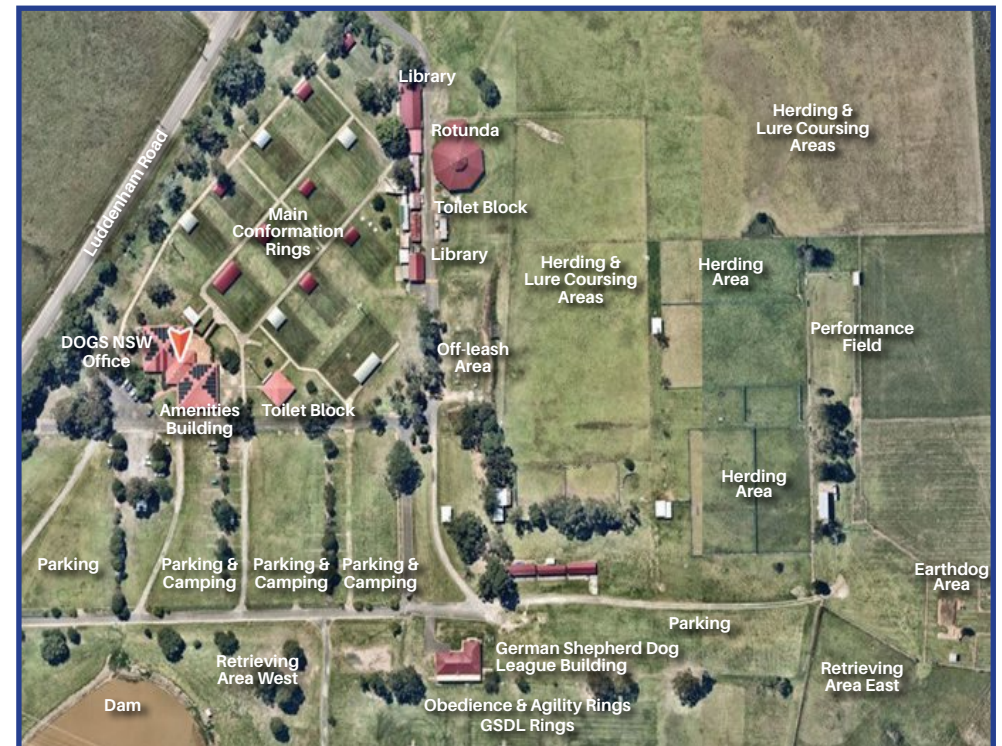 Library
Herding &
Lure Coursing
Areas
Rotunda
Luddenham Road
Toilet Block
Main
Conformation
Rings
Library
Herding &
Lure Coursing
Areas
Herding
Area
Performance
Field
DOGS NSW
Office
Off-leash
Area
Amenities
Building
Toilet Block
Herding
Area
Parking
Parking &
Camping
Parking &
Camping
Parking &
Camping
Earthdog
Area
Parking
German Shepherd Dog
League Building
Retrieving
Area West
Retrieving
Area East
Dam
Obedience & Agility Rings
GSDL Rings